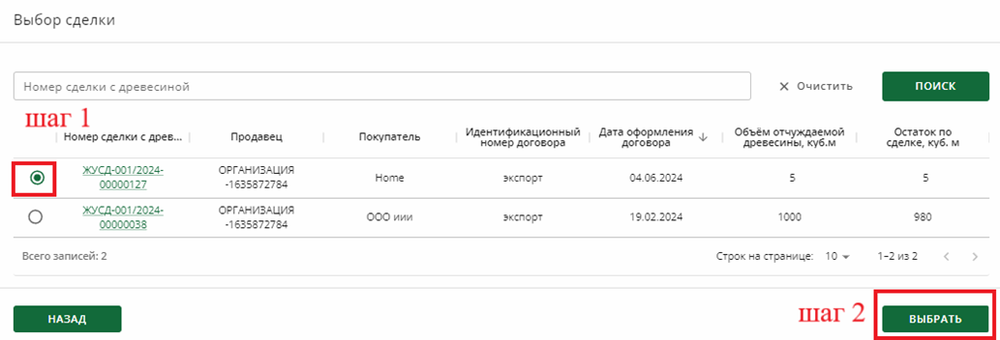 Выбор сделки
Номер сделки с древесиной
Очистить
ПОИСК
шаг 1
Номер сделки с древ...
Продавец
Покупатель
Идентификационный
номер договора
Дата оформления
договора
Объём отчуждаемой
древесины, куб.м
Остаток по
сделке, куб. м
ЖУСД-001/2024-
00000127
ОРГАНИЗАЦИЯ
-1635872784
Home
экспорт
04.06.2024
5
5
ЖУСД-001/2024-
00000038
ОРГАНИЗАЦИЯ
-1635872784
ООО иии
экспорт
19.02.2024
1000
980
Всего записей: 2
Строк на странице:
10
1–2 из 2
НАЗАД
шаг 2
ВЫБРАТЬ